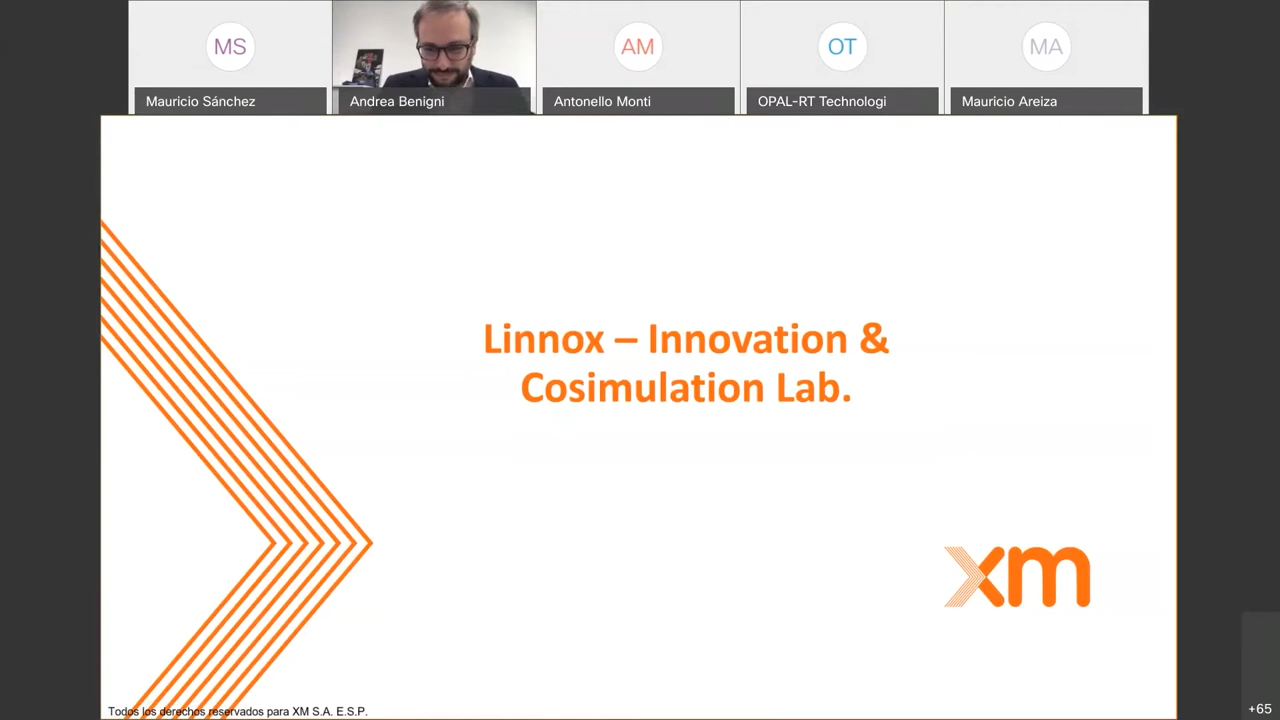 MS
AM
OT
MA
Mauricio Sánchez
Andrea Benigni
Antonello Monti
OPAL-RT Technologi
Mauricio Areiza
Linnox – Innovation &
Cosimulation Lab.
xm
Todos los derechos reservados para XM S.A. E.S.P.
+65